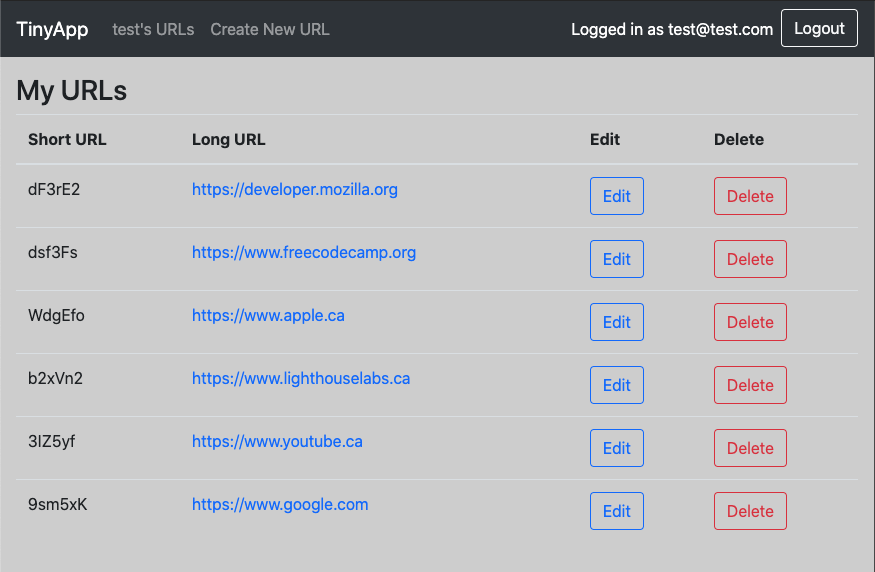 TinyApp test's URLs Create New URL Logged in as test@test.com Logout
My URLs
Short URL Long URL Edit Delete
dF3rE2 https://developer.mozilla.org Edit Delete
dsf3Fs https://www.freecodecamp.org Edit Delete
WdgEfo https://www.apple.ca Edit Delete
b2xVn2 https://www.lighthouselabs.ca Edit Delete
3IZ5yf https://www.youtube.ca Edit Delete
9sm5xK https://www.google.com Edit Delete